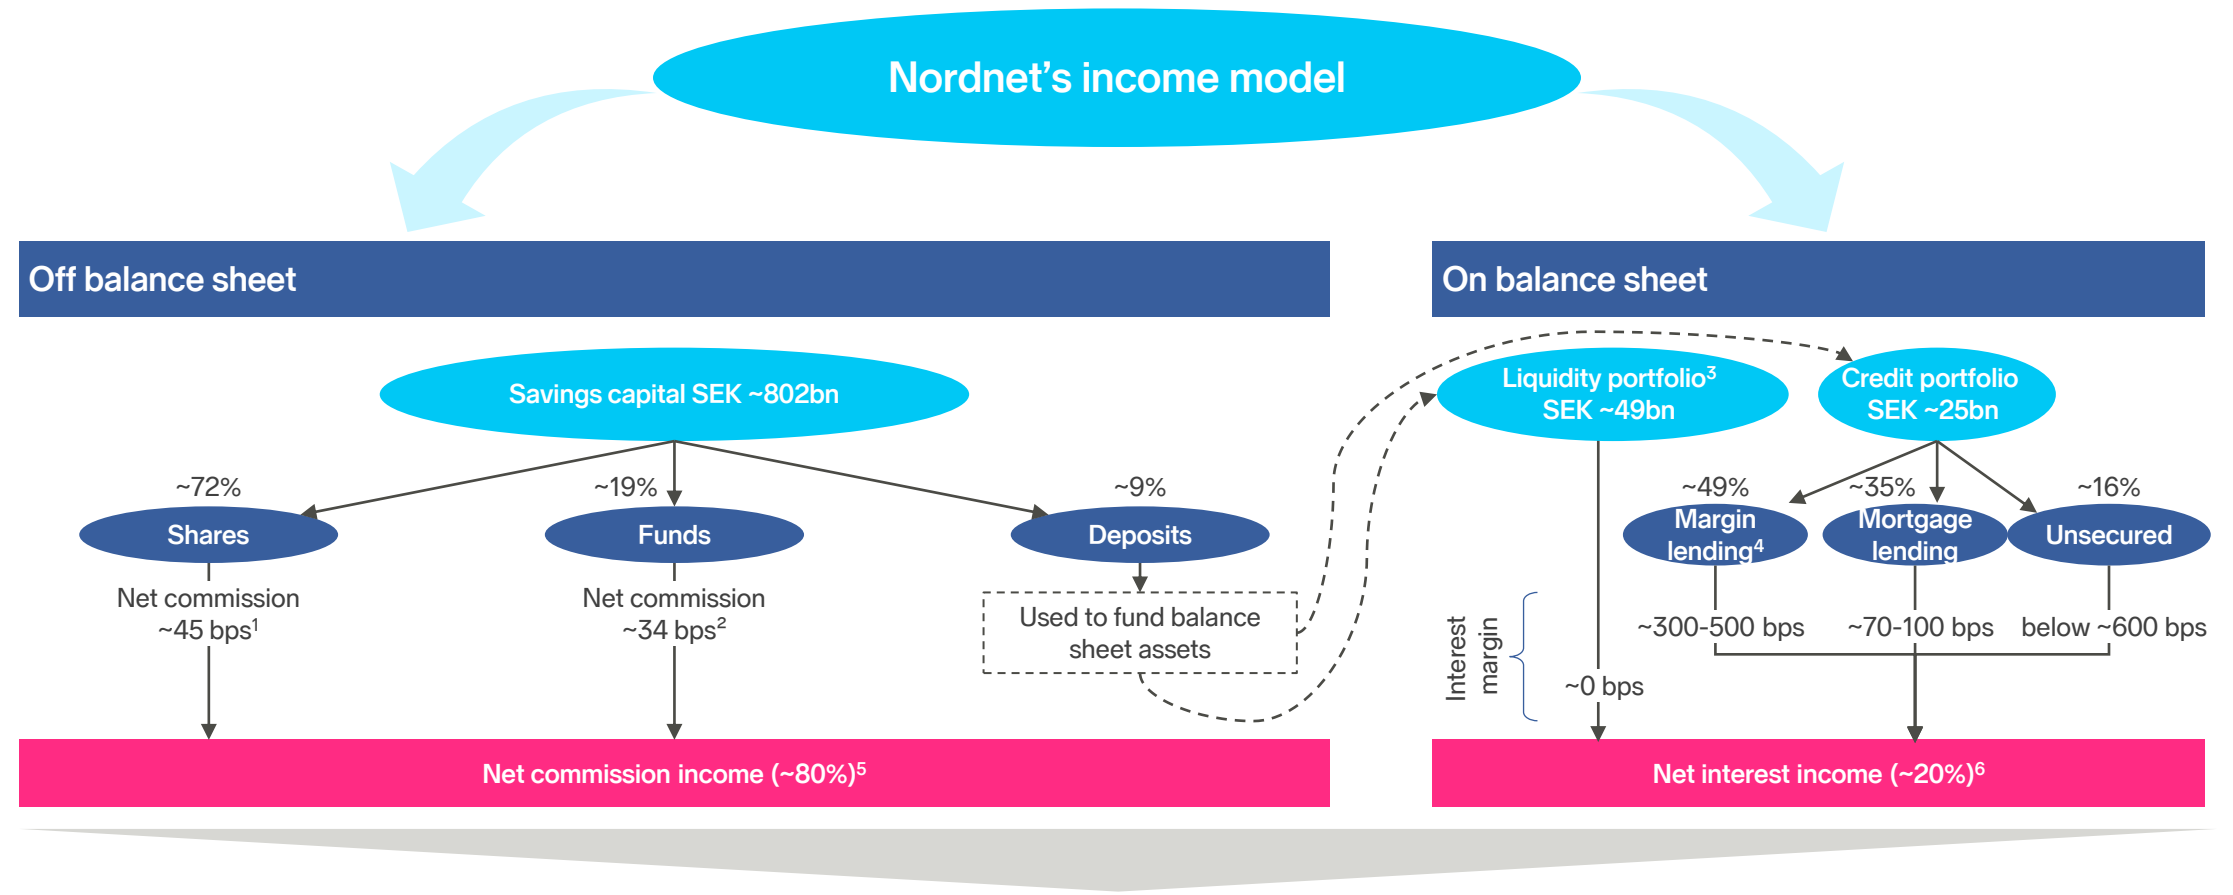 Nordnet's income model
Off balance sheet
On balance sheet
Savings capital SEK ~802bn
Liquidity portfolio³
SEK ~49bn
Credit portfolio
SEK ~25bn
~72%
~19%
~9%
~49%
~35%
~16%
Shares
Funds
Deposits
Margin
lending⁴
Mortgage
lending
Unsecured
Net commission
~45 bps¹
Net commission
~34 bps²
Used to fund balance
sheet assets
Interest
margin
~0 bps
~300-500 bps
~70-100 bps
below ~600 bps
Net commission income (~80%)⁵
Net interest income (~20%)⁶